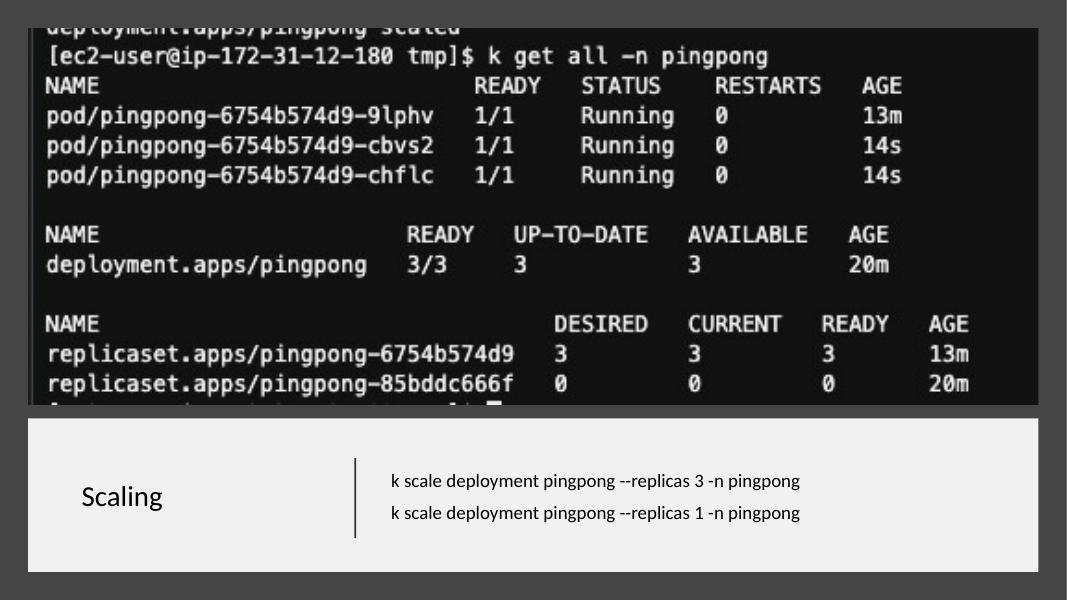 deployment.apps/pingpong scaled
[ec2-user@ip-172-31-12-180 tmp]$ k get all -n pingpong
NAME READY STATUS RESTARTS AGE
pod/pingpong-6754b574d9-9lphv 1/1 Running 0 13m
pod/pingpong-6754b574d9-cbvs2 1/1 Running 0 14s
pod/pingpong-6754b574d9-chflc 1/1 Running 0 14s
NAME READY UP-TO-DATE AVAILABLE AGE
deployment.apps/pingpong 3/3 3 3 20m
NAME DESIRED CURRENT READY AGE
replicaset.apps/pingpong-6754b574d9 3 3 3 13m
replicaset.apps/pingpong-85bddc666f 0 0 0 20m
Scaling
k scale deployment pingpong --replicas 3 -n pingpong
k scale deployment pingpong --replicas 1 -n pingpong